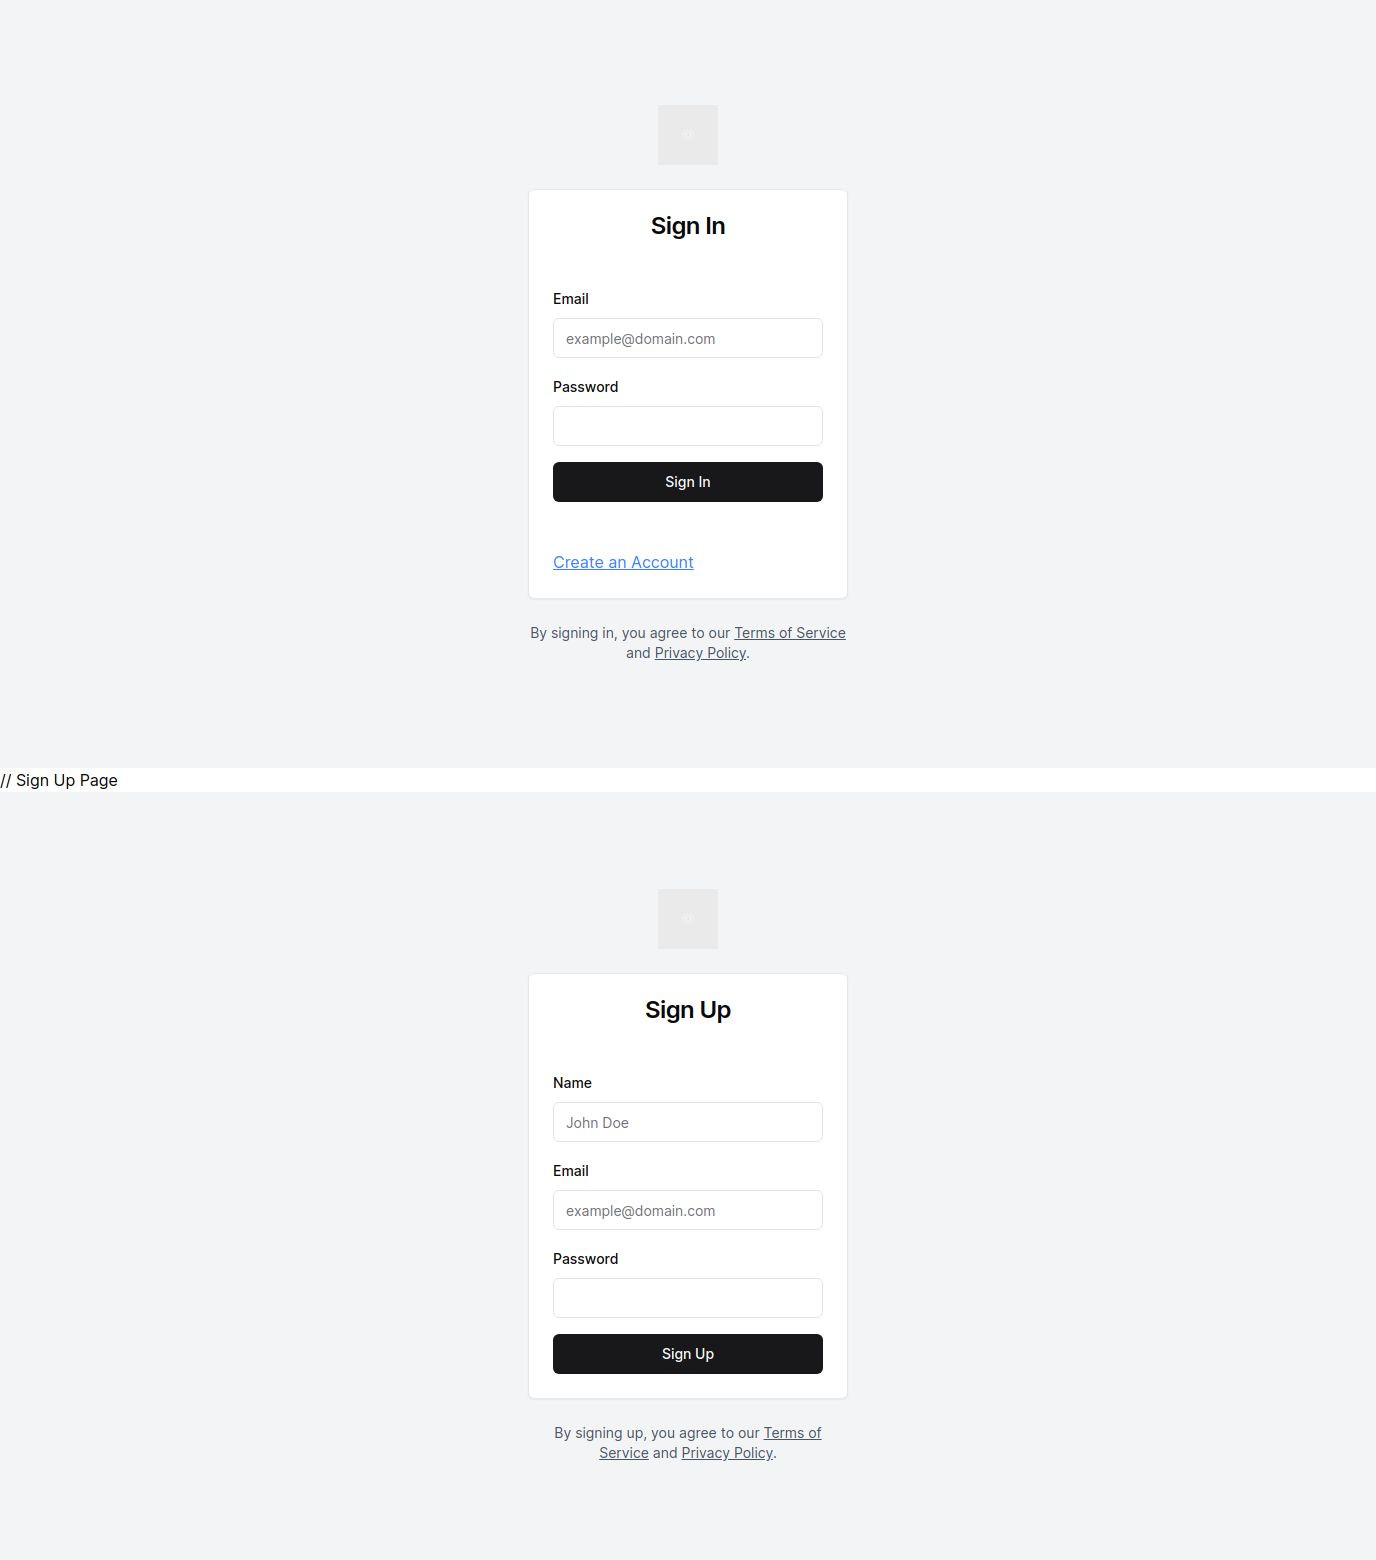 Sign In
Email
example@domain.com
Password
Sign In
Create an Account
By signing in, you agree to our Terms of Service
and Privacy Policy.
// Sign Up Page
Sign Up
Name
John Doe
Email
example@domain.com
Password
Sign Up
By signing up, you agree to our Terms of
Service and Privacy Policy.